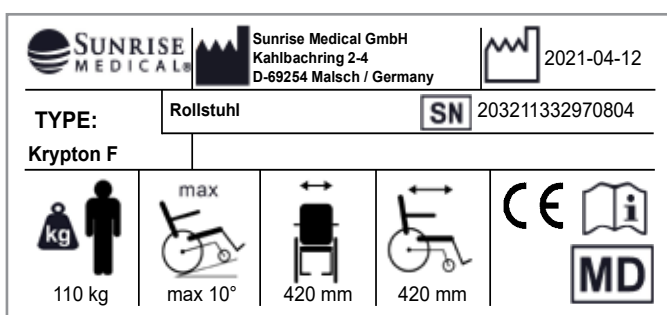 SUNRISE
MEDICAL®
Sunrise Medical GmbH
Kahlbachring 2-4
D-69254 Malsch / Germany
2021-04-12
TYPE:
Rollstuhl
SN 203211332970804
Krypton F
kg
max
CE
i
110 kg
max 10°
420 mm
420 mm
MD